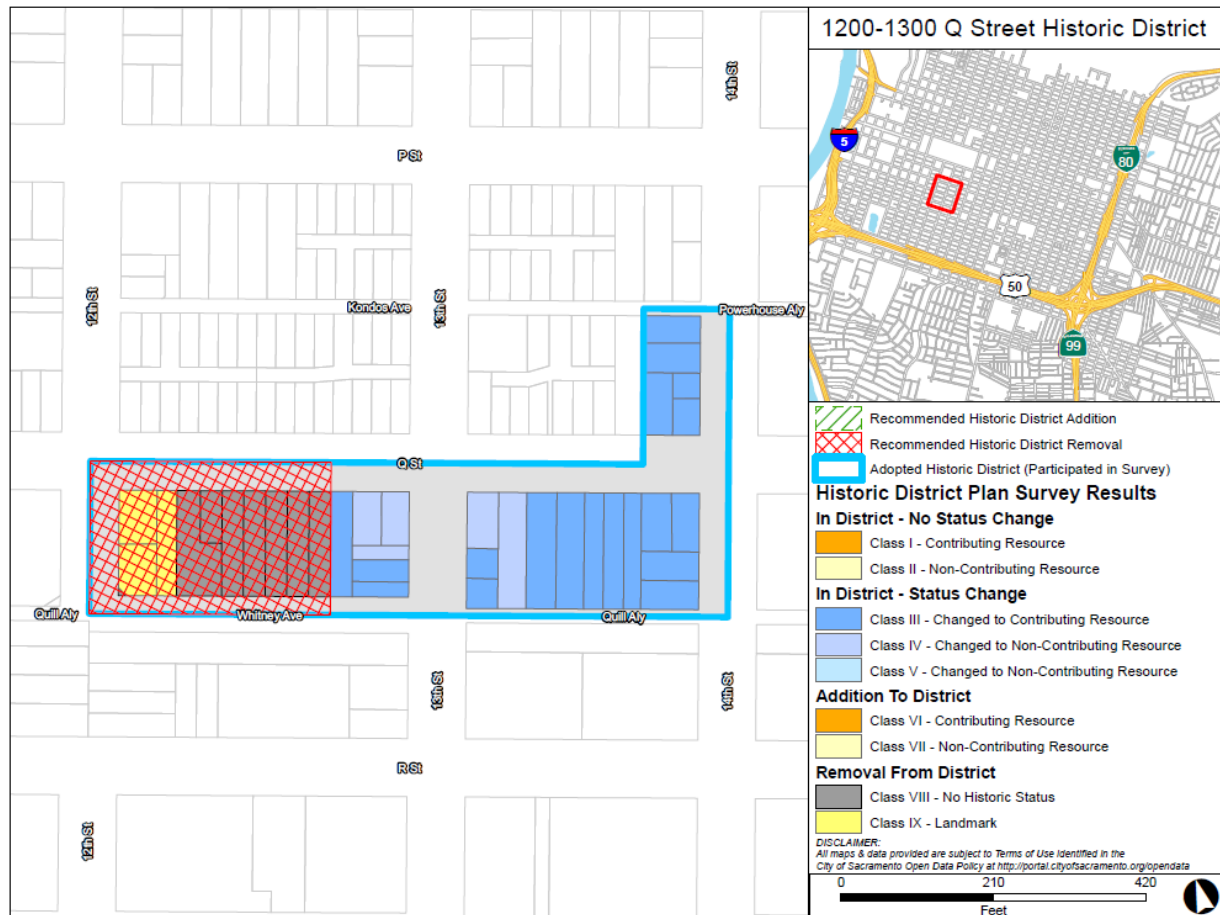 1200-1300 Q Street Historic District
14th St
P St
12th St
Kondos Ave
13th St
Powerhouse Aly
Q St
Quill Aly
Whitney Ave
Quill Aly
13th St
14th St
R St
12th St
5
80
50
99
Recommended Historic District Addition
Recommended Historic District Removal
Adopted Historic District (Participated in Survey)
Historic District Plan Survey Results
In District - No Status Change
Class I - Contributing Resource
Class II - Non-Contributing Resource
In District - Status Change
Class III - Changed to Contributing Resource
Class IV - Changed to Non-Contributing Resource
Class V - Changed to Non-Contributing Resource
Addition To District
Class VI - Contributing Resource
Class VII - Non-Contributing Resource
Removal From District
Class VIII - No Historic Status
Class IX - Landmark
DISCLAIMER:
All maps & data provided are subject to Terms of Use Identified in the
City of Sacramento Open Data Policy at http://portal.cityofsacramento.org/opendata
0 210 420
Feet